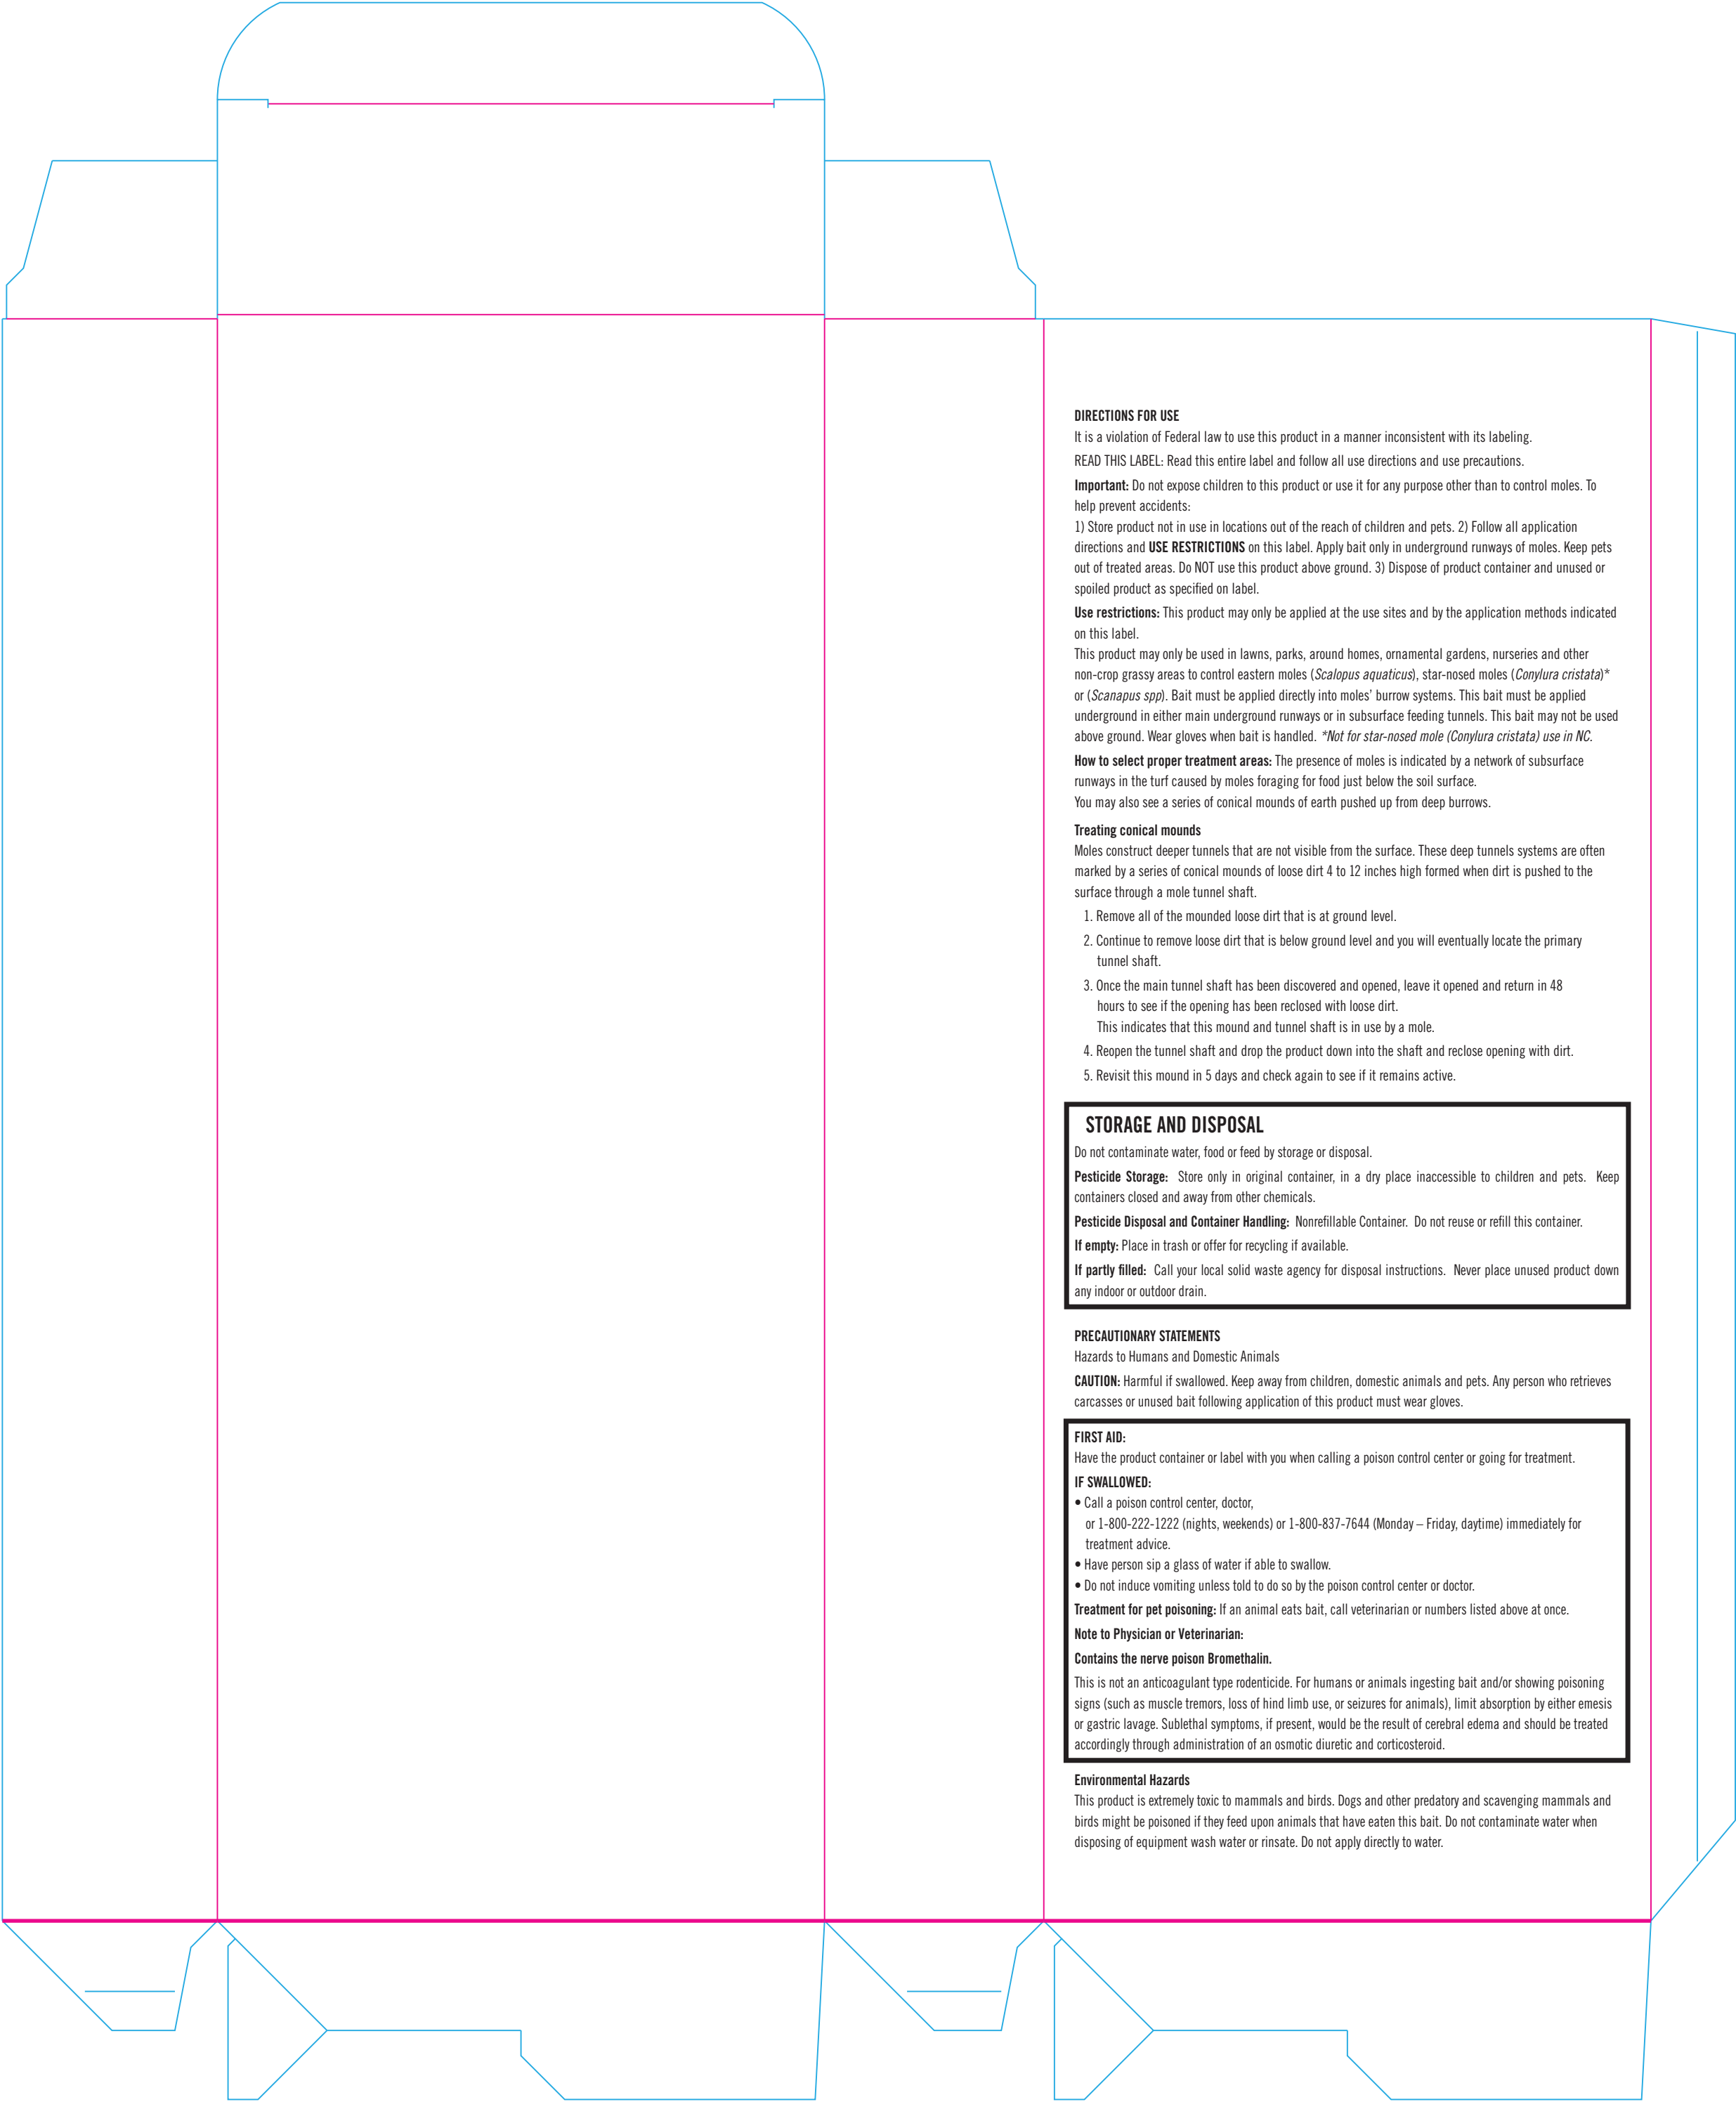 DIRECTIONS FOR USE
It is a violation of Federal law to use this product in a manner inconsistent with its labeling.
READ THIS LABEL: Read this entire label and follow all use directions and use precautions.
Important: Do not expose children to this product or use it for any purpose other than to control moles. To
help prevent accidents:
1) Store product not in use in locations out of the reach of children and pets. 2) Follow all application
directions and USE RESTRICTIONS on this label. Apply bait only in underground runways of moles. Keep pets
out of treated areas. Do NOT use this product above ground. 3) Dispose of product container and unused or
spoiled product as specified on label.
Use restrictions: This product may only be applied at the use sites and by the application methods indicated
on this label.
This product may only be used in lawns, parks, around homes, ornamental gardens, nurseries and other
non-crop grassy areas to control eastern moles (Scalopus aquaticus), star-nosed moles (Conylura cristata)*
or (Scanapus spp). Bait must be applied directly into moles’ burrow systems. This bait must be applied
underground in either main underground runways or in subsurface feeding tunnels. This bait may not be used
above ground. Wear gloves when bait is handled. *Not for star-nosed mole (Conylura cristata) use in NC.
How to select proper treatment areas: The presence of moles is indicated by a network of subsurface
runways in the turf caused by moles foraging for food just below the soil surface.
You may also see a series of conical mounds of earth pushed up from deep burrows.
Treating conical mounds
Moles construct deeper tunnels that are not visible from the surface. These deep tunnels systems are often
marked by a series of conical mounds of loose dirt 4 to 12 inches high formed when dirt is pushed to the
surface through a mole tunnel shaft.
1. Remove all of the mounded loose dirt that is at ground level.
2. Continue to remove loose dirt that is below ground level and you will eventually locate the primary
tunnel shaft.
3. Once the main tunnel shaft has been discovered and opened, leave it opened and return in 48
hours to see if the opening has been reclosed with loose dirt.
This indicates that this mound and tunnel shaft is in use by a mole.
4. Reopen the tunnel shaft and drop the product down into the shaft and reclose opening with dirt.
5. Revisit this mound in 5 days and check again to see if it remains active.
STORAGE AND DISPOSAL
Do not contaminate water, food or feed by storage or disposal.
Pesticide Storage: Store only in original container, in a dry place inaccessible to children and pets. Keep
containers closed and away from other chemicals.
Pesticide Disposal and Container Handling: Nonrefillable Container. Do not reuse or refill this container.
If empty: Place in trash or offer for recycling if available.
If partly filled: Call your local solid waste agency for disposal instructions. Never place unused product down
any indoor or outdoor drain.
PRECAUTIONARY STATEMENTS
Hazards to Humans and Domestic Animals
CAUTION: Harmful if swallowed. Keep away from children, domestic animals and pets. Any person who retrieves
carcasses or unused bait following application of this product must wear gloves.
FIRST AID:
Have the product container or label with you when calling a poison control center or going for treatment.
IF SWALLOWED:
• Call a poison control center, doctor,
or 1-800-222-1222 (nights, weekends) or 1-800-837-7644 (Monday – Friday, daytime) immediately for
treatment advice.
• Have person sip a glass of water if able to swallow.
• Do not induce vomiting unless told to do so by the poison control center or doctor.
Treatment for pet poisoning: If an animal eats bait, call veterinarian or numbers listed above at once.
Note to Physician or Veterinarian:
Contains the nerve poison Bromethalin.
This is not an anticoagulant type rodenticide. For humans or animals ingesting bait and/or showing poisoning
signs (such as muscle tremors, loss of hind limb use, or seizures for animals), limit absorption by either emesis
or gastric lavage. Sublethal symptoms, if present, would be the result of cerebral edema and should be treated
accordingly through administration of an osmotic diuretic and corticosteroid.
Environmental Hazards
This product is extremely toxic to mammals and birds. Dogs and other predatory and scavenging mammals and
birds might be poisoned if they feed upon animals that have eaten this bait. Do not contaminate water when
disposing of equipment wash water or rinsate. Do not apply directly to water.